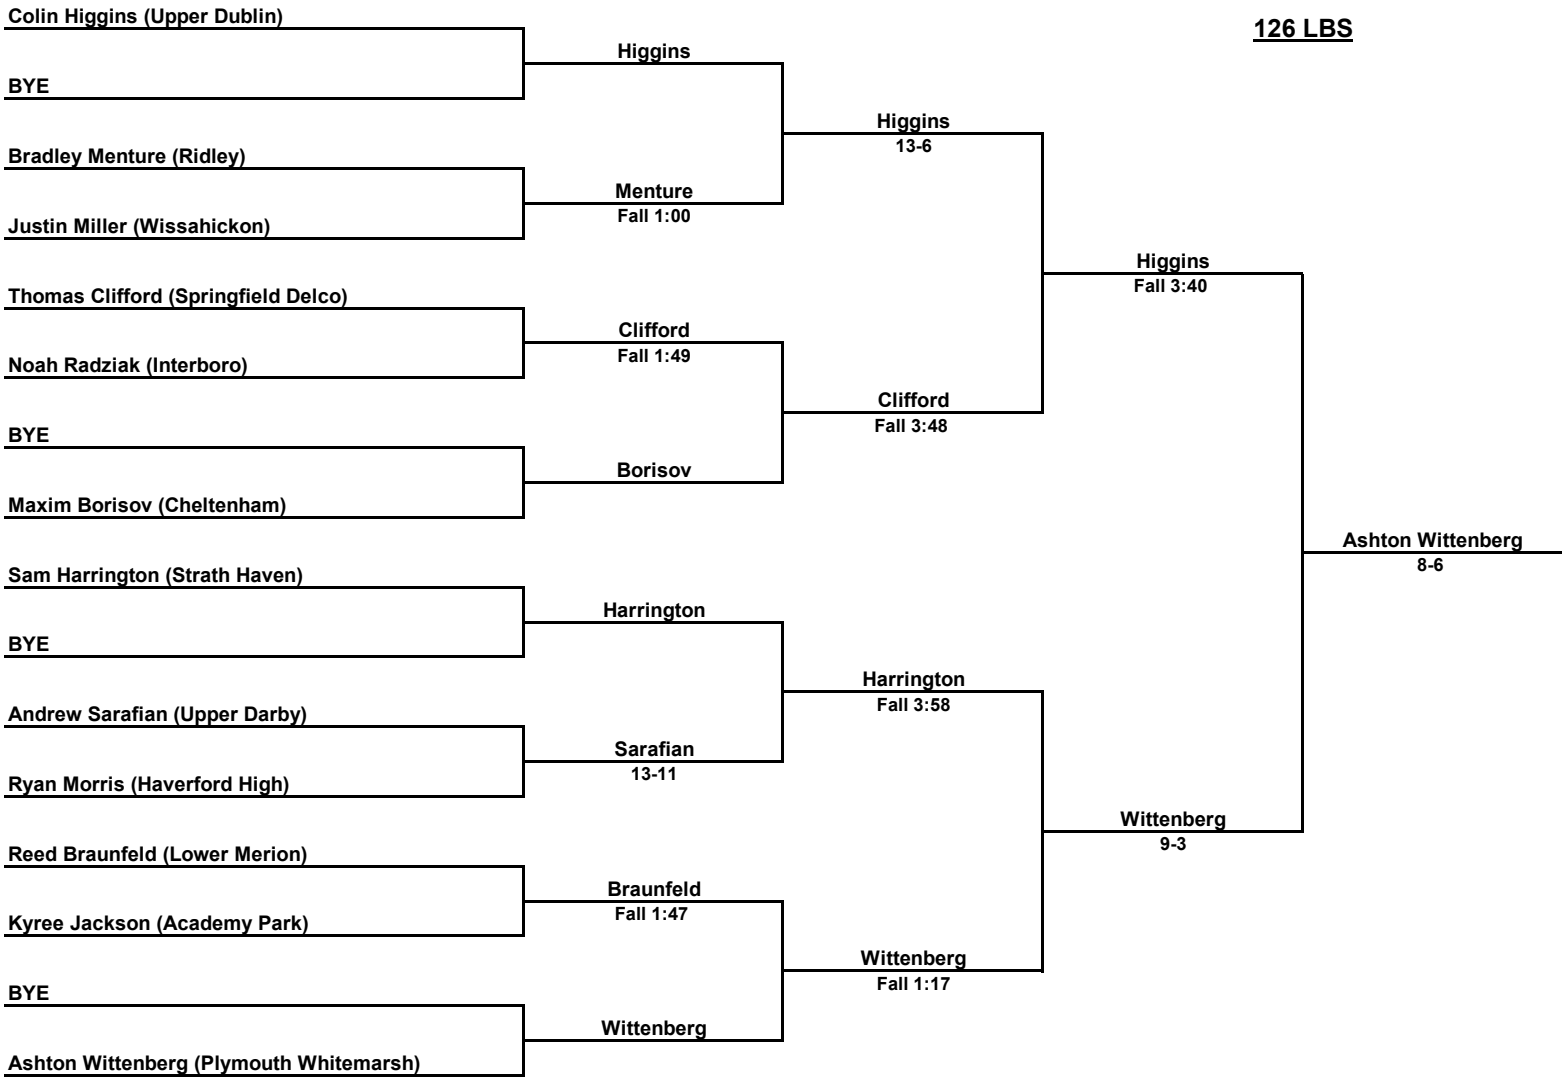 Colin Higgins (Upper Dublin)
126 LBS
Higgins
BYE
Higgins
13-6
Bradley Menture (Ridley)
Menture
Fall 1:00
Justin Miller (Wissahickon)
Higgins
Fall 3:40
Thomas Clifford (Springfield Delco)
Clifford
Fall 1:49
Noah Radziak (Interboro)
Clifford
Fall 3:48
BYE
Borisov
Maxim Borisov (Cheltenham)
Ashton Wittenberg
8-6
Sam Harrington (Strath Haven)
Harrington
BYE
Harrington
Fall 3:58
Andrew Sarafian (Upper Darby)
Sarafian
13-11
Ryan Morris (Haverford High)
Wittenberg
9-3
Reed Braunfeld (Lower Merion)
Braunfeld
Fall 1:47
Kyree Jackson (Academy Park)
Wittenberg
Fall 1:17
BYE
Wittenberg
Ashton Wittenberg (Plymouth Whitemarsh)